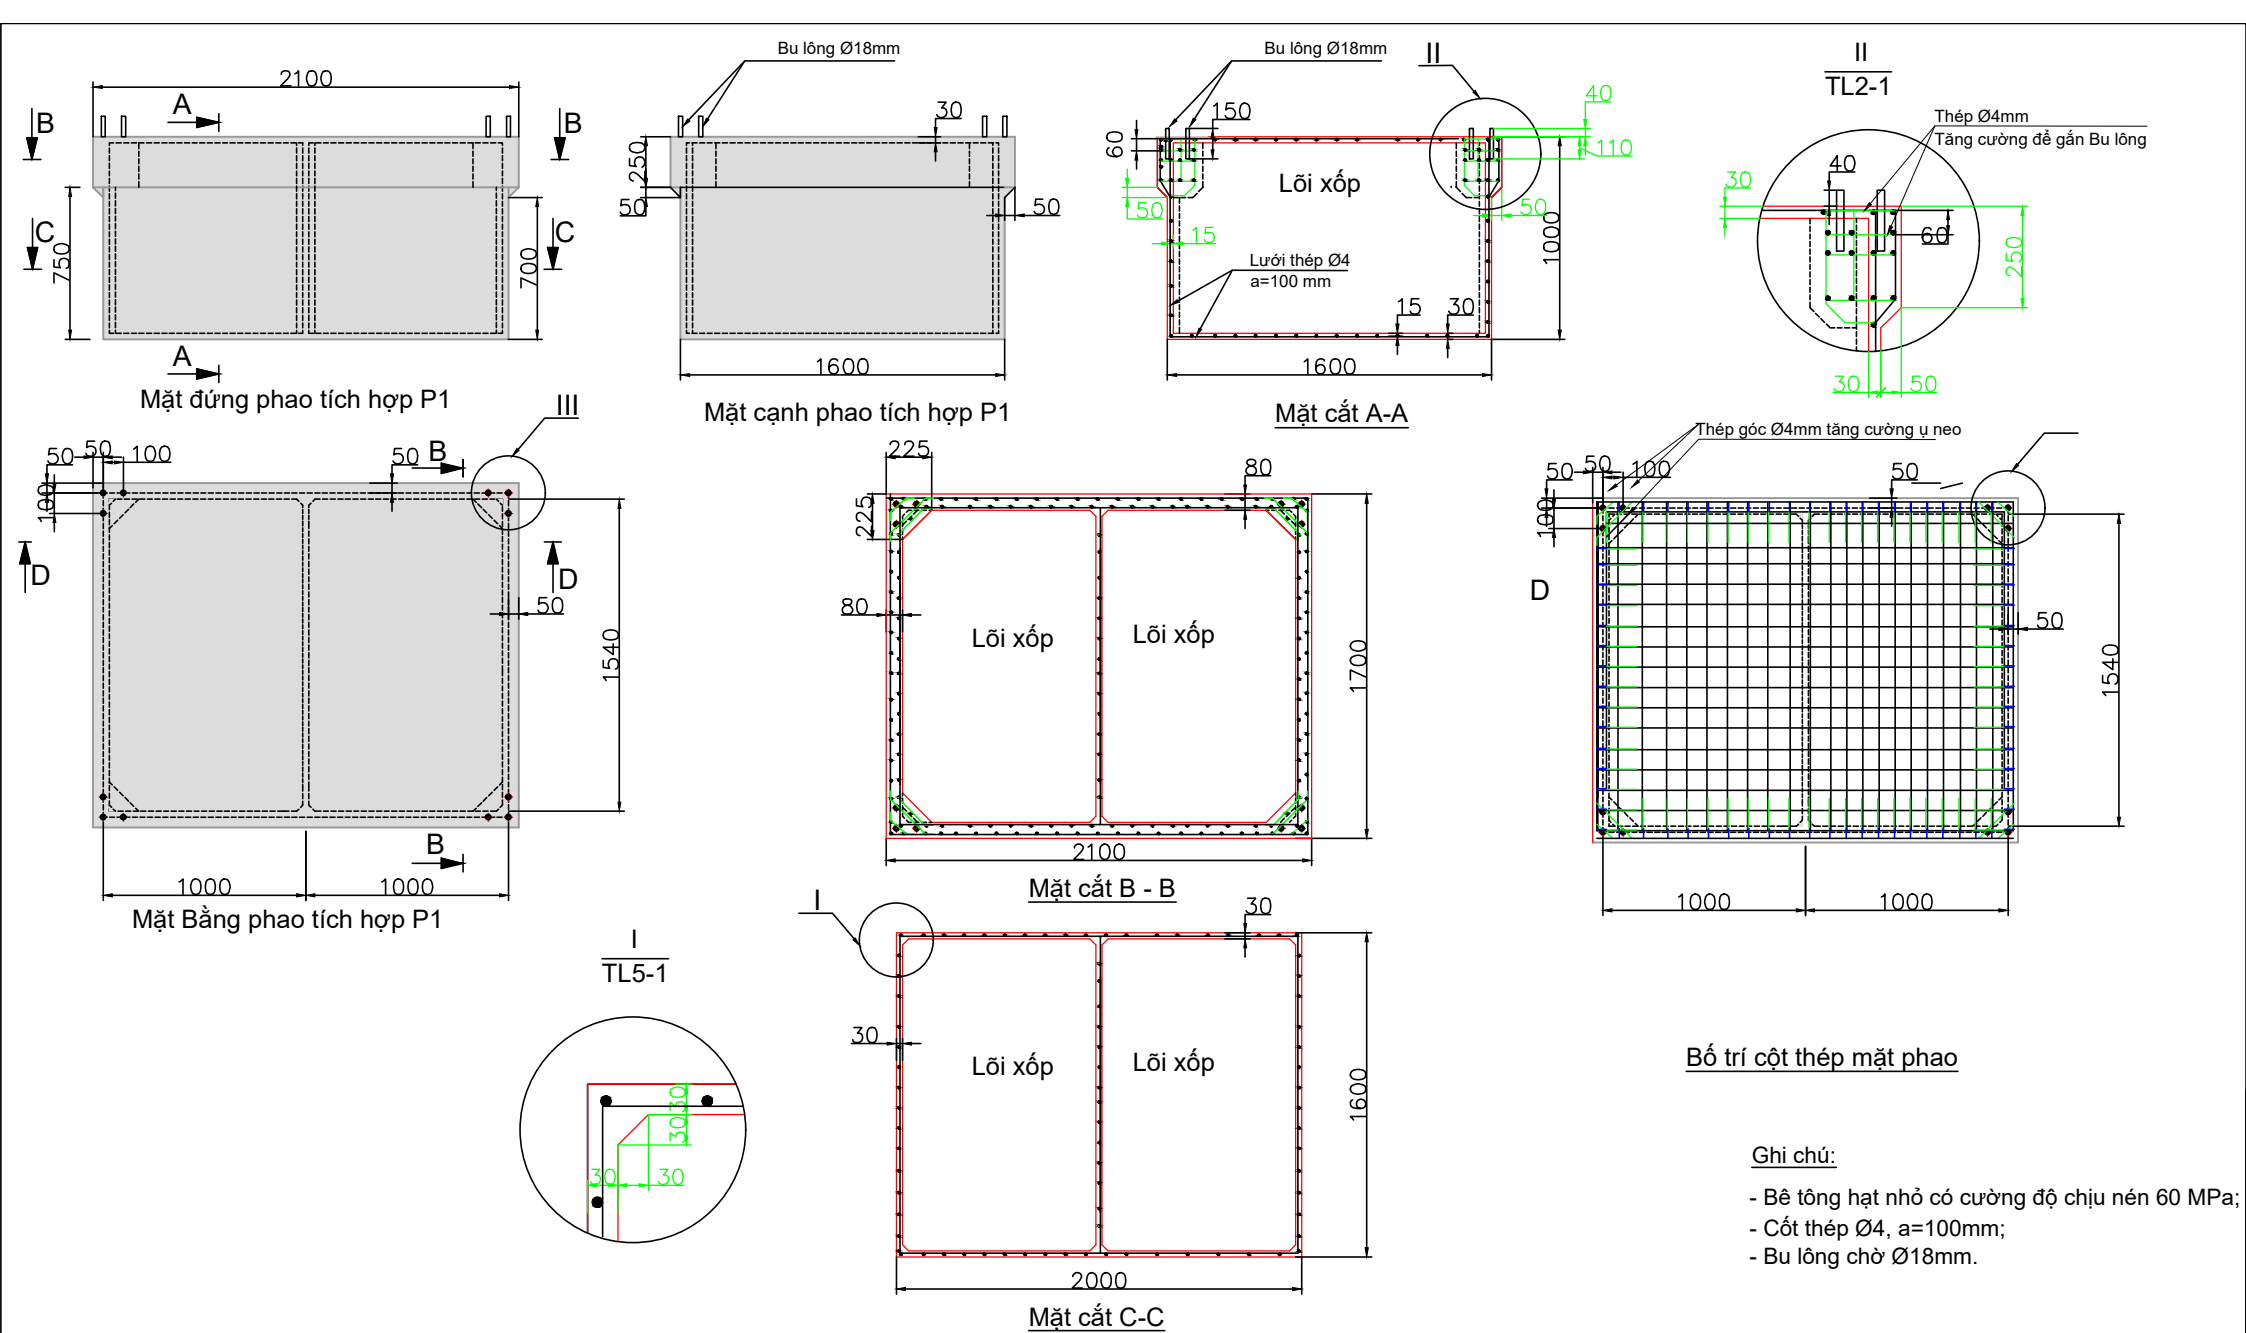 Bu lông Ø18mm
2100
A
B
B
C
C
750
700
A
Mặt đứng phao tích hợp P1
30
250
50
50
1600
Mặt cạnh phao tích hợp P1
Bu lông Ø18mm
II
40
150
60
110
Lõi xốp
50
50
15
1000
Lưới thép Ø4
a=100 mm
15
30
1600
Mặt cắt A-A
II
TL2-1
Thép Ø4mm
Tăng cường để gắn Bu lông
40
30
60
250
30
50
III
50
50
100
50
B
100
D
D
50
1540
B
1000
1000
Mặt Bằng phao tích hợp P1
225
80
225
80
Lõi xốp
Lõi xốp
1700
2100
Mặt cắt B - B
Thép góc Ø4mm tăng cường ụ neo
50
50
100
50
100
D
50
1540
1000
1000
Bố trí cột thép mặt phao
I
TL5-1
30
30
30
30
I
30
30
Lõi xốp
Lõi xốp
1600
2000
Mặt cắt C-C
Ghi chú:
- Bê tông hạt nhỏ có cường độ chịu nén 60 MPa;
- Cốt thép Ø4, a=100mm;
- Bu lông chờ Ø18mm.